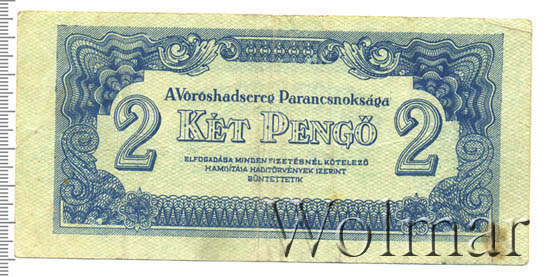 A Vöröshadsereg Parancsnoksága
2 KÉT PENGŐ 2
ELFOGADÁSA MINDEN FIZETÉSNÉL KÖTELEZŐ
HAMISÍTÁSA HADITÖRVÉNYEK SZERINT
BÜNTETTETIK
Wolmar